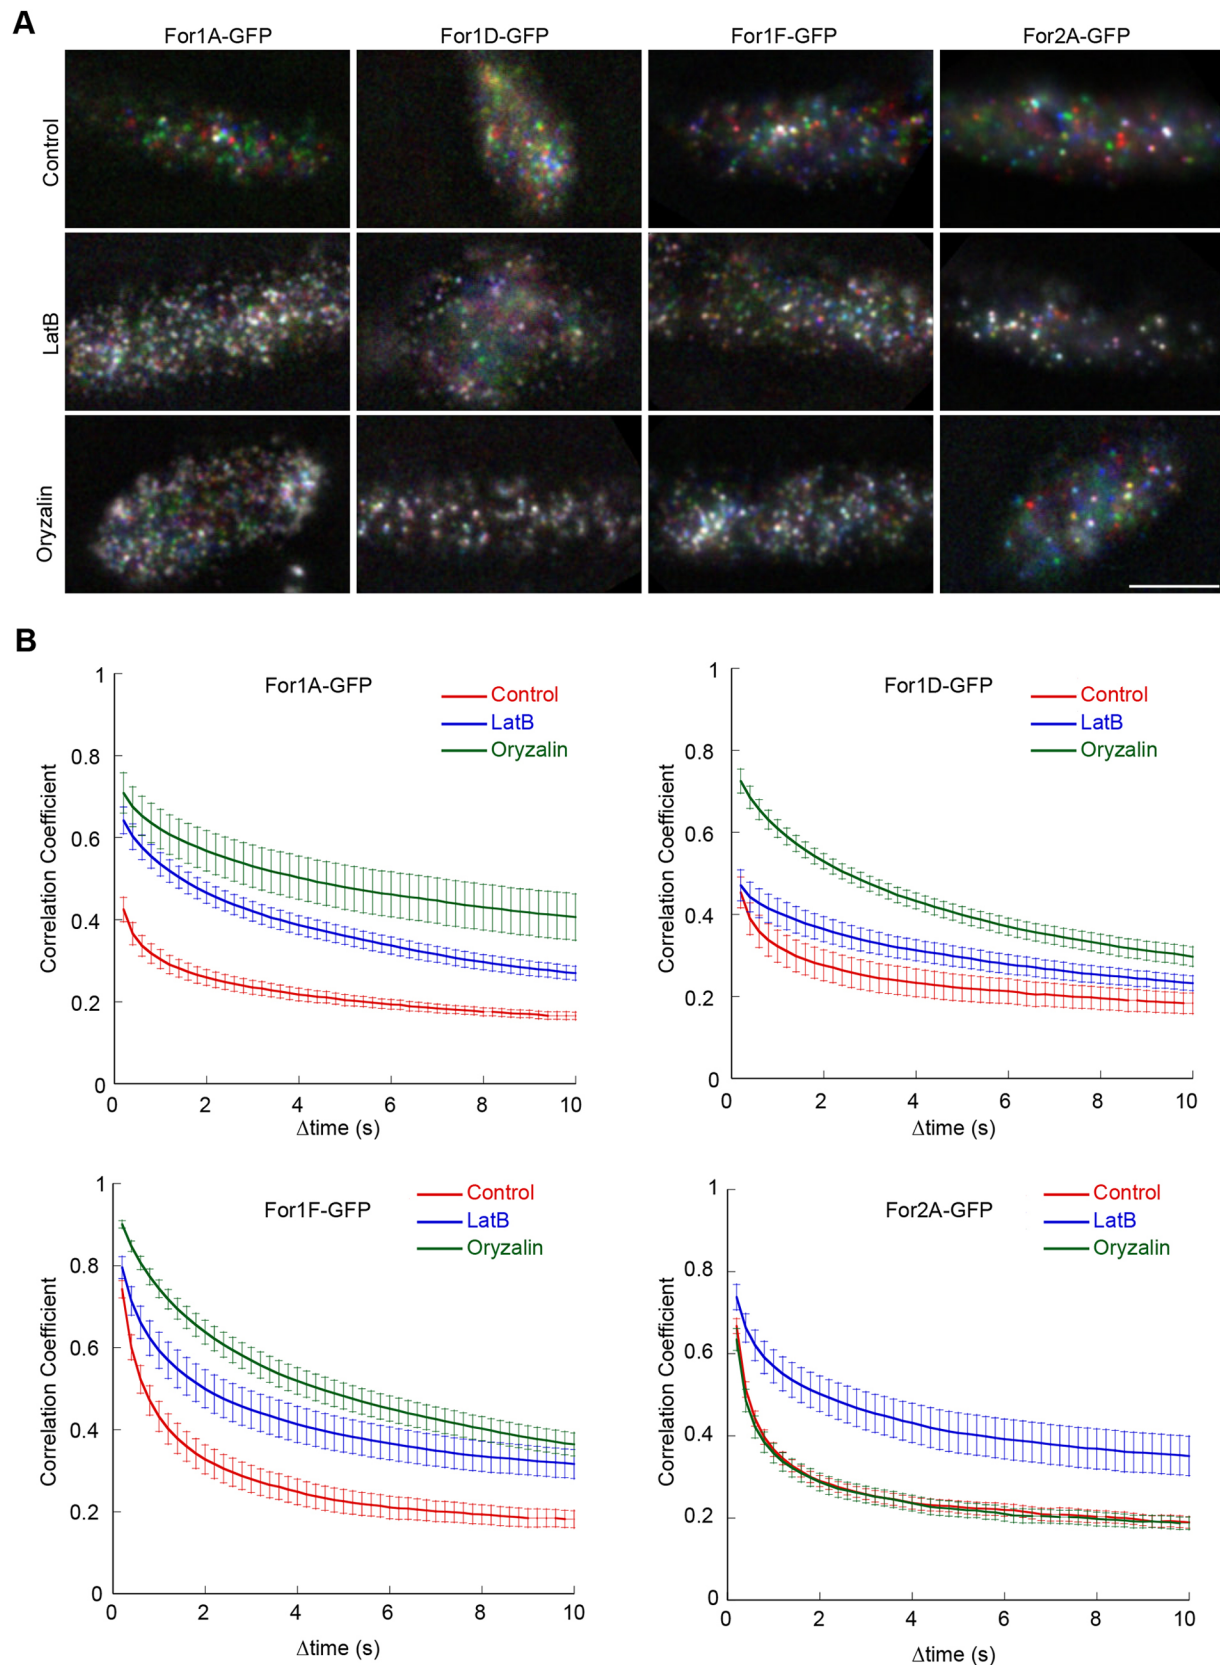 A
For1A-GFP For1D-GFP For1F-GFP For2A-GFP
Control
LatB
Oryzalin
B
For1A-GFP
Control
LatB
Oryzalin
Correlation Coefficient
1
0.8
0.6
0.4
0.2
0
0 2 4 6 8 10
Δtime (s)
For1D-GFP
Control
LatB
Oryzalin
Correlation Coefficient
1
0.8
0.6
0.4
0.2
0
0 2 4 6 8 10
Δtime (s)
For1F-GFP
Control
LatB
Oryzalin
Correlation Coefficient
1
0.8
0.6
0.4
0.2
0
0 2 4 6 8 10
Δtime (s)
For2A-GFP
Control
LatB
Oryzalin
Correlation Coefficient
1
0.8
0.6
0.4
0.2
0
0 2 4 6 8 10
Δtime (s)